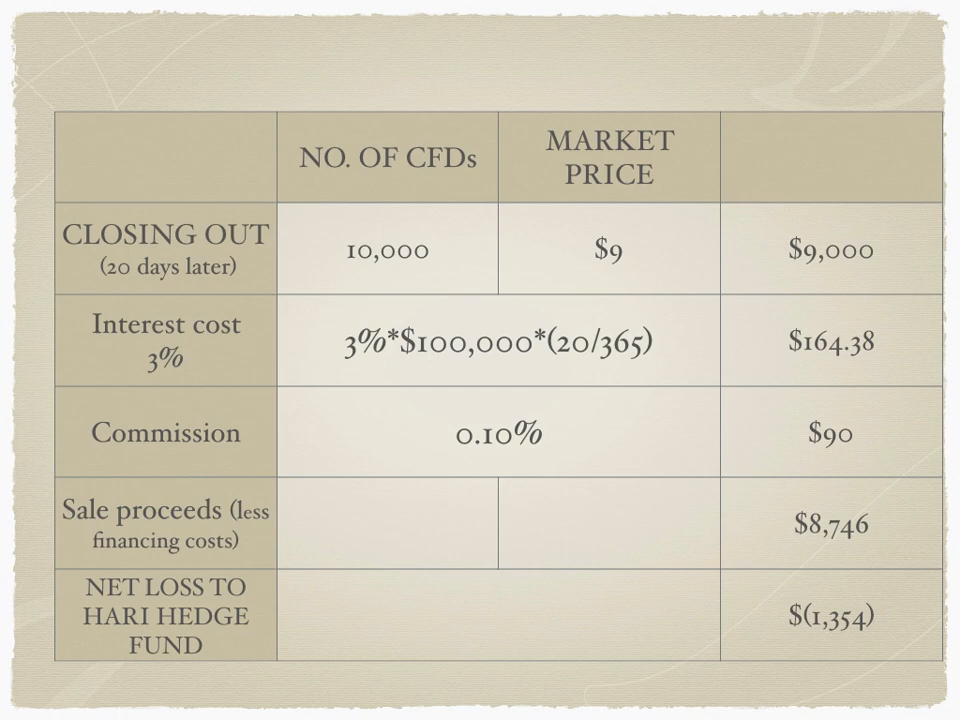 NO. OF CFDs
MARKET
PRICE
CLOSING OUT
(20 days later)
10,000
$9
$9,000
Interest cost
3%
3%*$100,000*(20/365)
$164.38
Commission
0.10%
$90
Sale proceeds (less
financing costs)
$8,746
NET LOSS TO
HARI HEDGE
FUND
$(1,354)